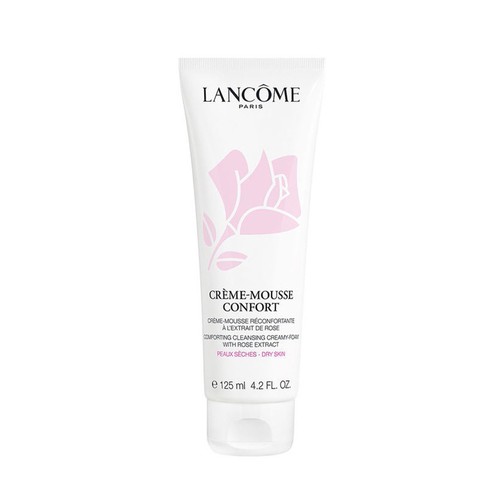 LANCÔME
PARIS
CRÈME-MOUSSE
CONFORT
CRÈME-MOUSSE RÉCONFORTANTE
À L'EXTRAIT DE ROSE
COMFORTING CLEANSING CREAMY-FOAM
WITH ROSE EXTRACT
PEAUX SÈCHES - DRY SKIN
e 125 ml 4.2 FL. OZ.